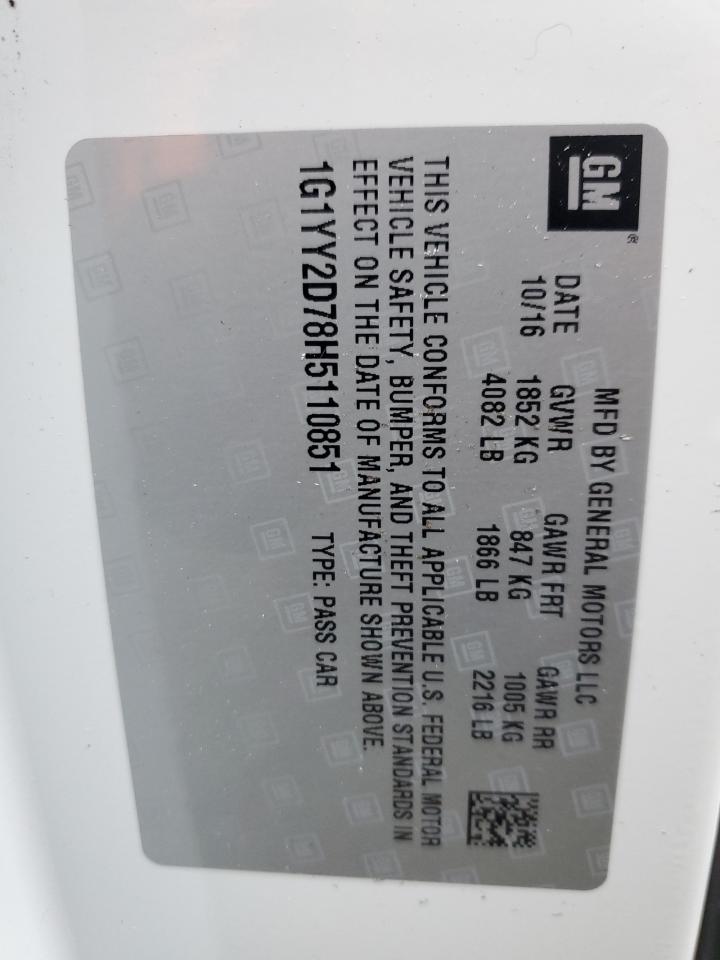 GM
MFD BY GENERAL MOTORS LLC
DATE GVWR GAWR FRT GAWR RR
10/16 1852 KG 847 KG 1005 KG
4082 LB 1866 LB 2216 LB
THIS VEHICLE CONFORMS TO ALL APPLICABLE U.S. FEDERAL MOTOR
VEHICLE SAFETY, BUMPER, AND THEFT PREVENTION STANDARDS IN
EFFECT ON THE DATE OF MANUFACTURE SHOWN ABOVE.
1G1YY2D78H5110851 TYPE: PASS CAR